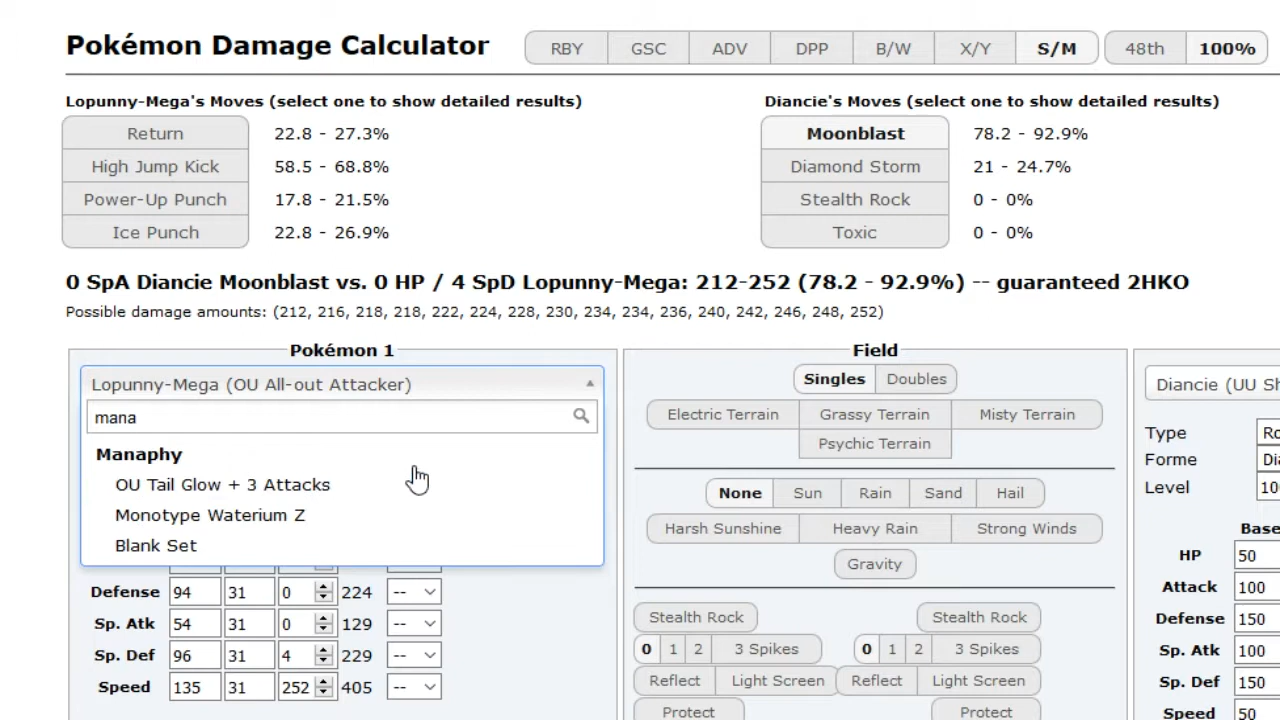 Pokémon Damage Calculator
RBY GSC ADV DPP B/W X/Y S/M 48th 100%
Lopunny-Mega's Moves (select one to show detailed results)
Return 22.8 - 27.3%
High Jump Kick 58.5 - 68.8%
Power-Up Punch 17.8 - 21.5%
Ice Punch 22.8 - 26.9%
Diancie's Moves (select one to show detailed results)
Moonblast 78.2 - 92.9%
Diamond Storm 21 - 24.7%
Stealth Rock 0 - 0%
Toxic 0 - 0%
0 SpA Diancie Moonblast vs. 0 HP / 4 SpD Lopunny-Mega: 212-252 (78.2 - 92.9%) -- guaranteed 2HKO
Possible damage amounts: (212, 216, 218, 218, 222, 224, 228, 230, 234, 234, 236, 240, 242, 246, 248, 252)
Pokémon 1
Lopunny-Mega (OU All-out Attacker)
mana
Manaphy
OU Tail Glow + 3 Attacks
Monotype Waterium Z
Blank Set
Defense 94 31 0 224 --
Sp. Atk 54 31 0 129 --
Sp. Def 96 31 4 229 --
Speed 135 31 252 405 --
Field
Singles Doubles
Electric Terrain Grassy Terrain Misty Terrain
Psychic Terrain
None Sun Rain Sand Hail
Harsh Sunshine Heavy Rain Strong Winds
Gravity
Stealth Rock Stealth Rock
0 1 2 3 Spikes 0 1 2 3 Spikes
Reflect Light Screen Reflect Light Screen
Protect Protect
Diancie (UU Sh
Type Ro
Forme Di
Level 10
Base
HP 50
Attack 100
Defense 150
Sp. Atk 100
Sp. Def 150
Speed 50